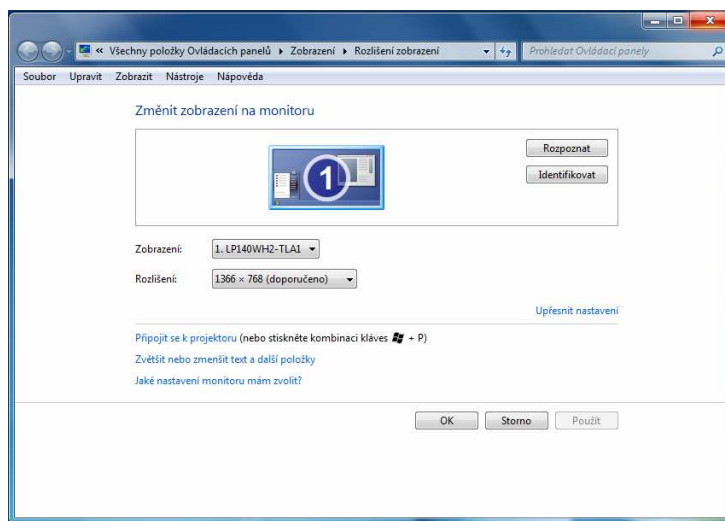 « Všechny položky Ovládacích panelů ▸ Zobrazení ▸ Rozlišení zobrazení
Prohledat Ovládací panely
Soubor Upravit Zobrazit Nástroje Nápověda
Změnit zobrazení na monitoru
1
Rozpoznat
Identifikovat
Zobrazení: 1. LP140WH2-TLA1
Rozlišení: 1366 × 768 (doporučeno)
Upřesnit nastavení
Připojit se k projektoru (nebo stiskněte kombinaci kláves + P)
Zvětšit nebo zmenšit text a další položky
Jaké nastavení monitoru mám zvolit?
OK Storno Použít